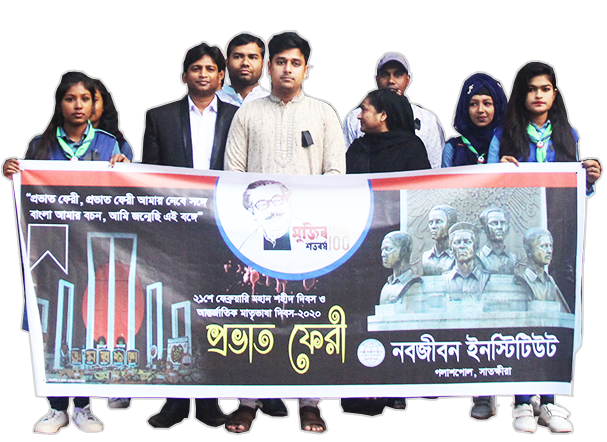 “প্রভাত ফেরী, প্রভাত ফেরী আমায় নেবে সঙ্গে
বাংলা আমার বচন, আমি জন্মেছি এই বঙ্গে”
মুজিব
শতবর্ষ 100
২১শে ফেব্রুয়ারি মহান শহীদ দিবস ও
আন্তর্জাতিক মাতৃভাষা দিবস-২০২০
প্রভাত ফেরী
নবজীবন ইনস্টিটিউট
পলাশপোল, সাতক্ষীরা